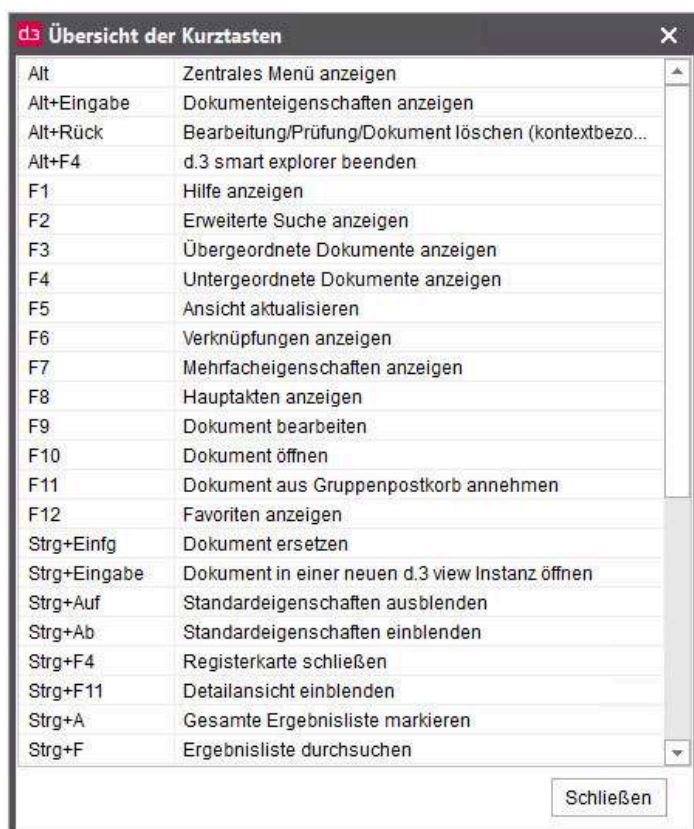 d3 Übersicht der Kurztasten
Alt Zentrales Menü anzeigen
Alt+Eingabe Dokumenteigenschaften anzeigen
Alt+Rück Bearbeitung/Prüfung/Dokument löschen (kontextbezo...
Alt+F4 d.3 smart explorer beenden
F1 Hilfe anzeigen
F2 Erweiterte Suche anzeigen
F3 Übergeordnete Dokumente anzeigen
F4 Untergeordnete Dokumente anzeigen
F5 Ansicht aktualisieren
F6 Verknüpfungen anzeigen
F7 Mehrfacheigenschaften anzeigen
F8 Hauptakten anzeigen
F9 Dokument bearbeiten
F10 Dokument öffnen
F11 Dokument aus Gruppenpostkorb annehmen
F12 Favoriten anzeigen
Strg+Einfg Dokument ersetzen
Strg+Eingabe Dokument in einer neuen d.3 view Instanz öffnen
Strg+Auf Standardeigenschaften ausblenden
Strg+Ab Standardeigenschaften einblenden
Strg+F4 Registerkarte schließen
Strg+F11 Detailansicht einblenden
Strg+A Gesamte Ergebnisliste markieren
Strg+F Ergebnisliste durchsuchen
Schließen